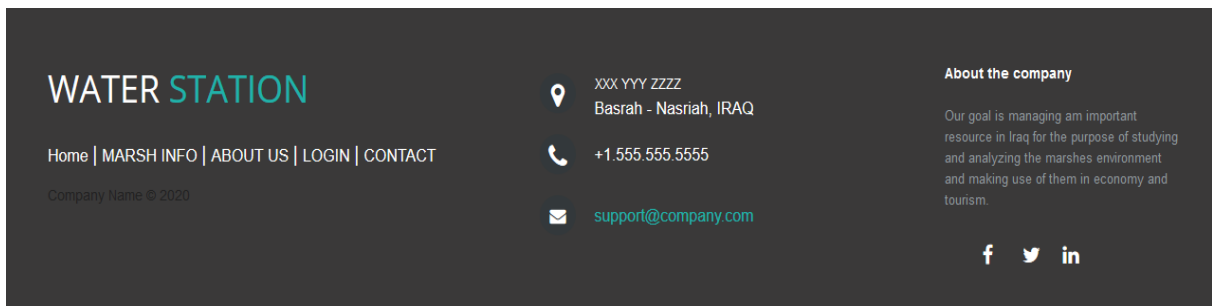 WATER STATION
Home | MARSH INFO | ABOUT US | LOGIN | CONTACT
Company Name © 2020
XXX YYY ZZZZ
Basrah - Nasriah, IRAQ
+1.555.555.5555
support@company.com
About the company
Our goal is managing am important
resource in Iraq for the purpose of studying
and analyzing the marshes environment
and making use of them in economy and
tourism.